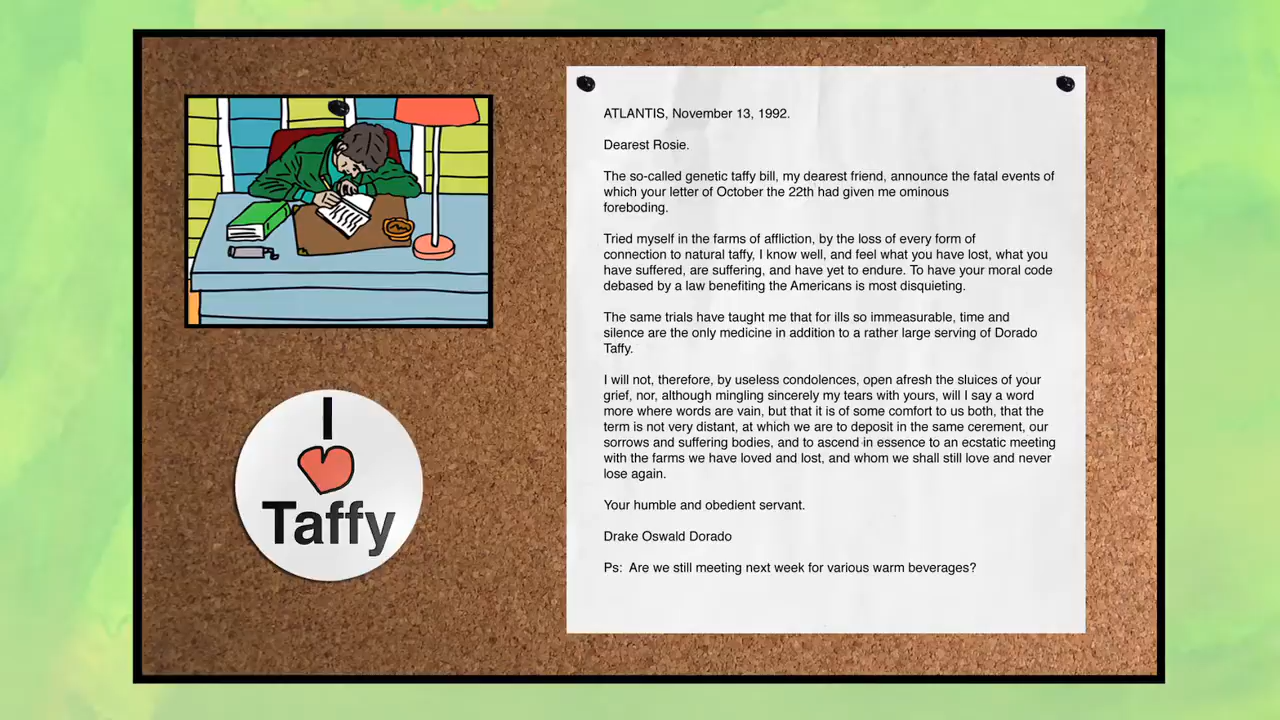 ATLANTIS, November 13, 1992.
Dearest Rosie.
The so-called genetic taffy bill, my dearest friend, announce the fatal events of
which your letter of October the 22th had given me ominous
foreboding.
Tried myself in the farms of affliction, by the loss of every form of
connection to natural taffy, I know well, and feel what you have lost, what you
have suffered, are suffering, and have yet to endure. To have your moral code
debased by a law benefiting the Americans is most disquieting.
The same trials have taught me that for ills so immeasurable, time and
silence are the only medicine in addition to a rather large serving of Dorado
Taffy.
I will not, therefore, by useless condolences, open afresh the sluices of your
grief, nor, although mingling sincerely my tears with yours, will I say a word
more where words are vain, but that it is of some comfort to us both, that the
term is not very distant, at which we are to deposit in the same cerement, our
sorrows and suffering bodies, and to ascend in essence to an ecstatic meeting
with the farms we have loved and lost, and whom we shall still love and never
lose again.
Your humble and obedient servant.
Drake Oswald Dorado
Ps:  Are we still meeting next week for various warm beverages?
I
Taffy